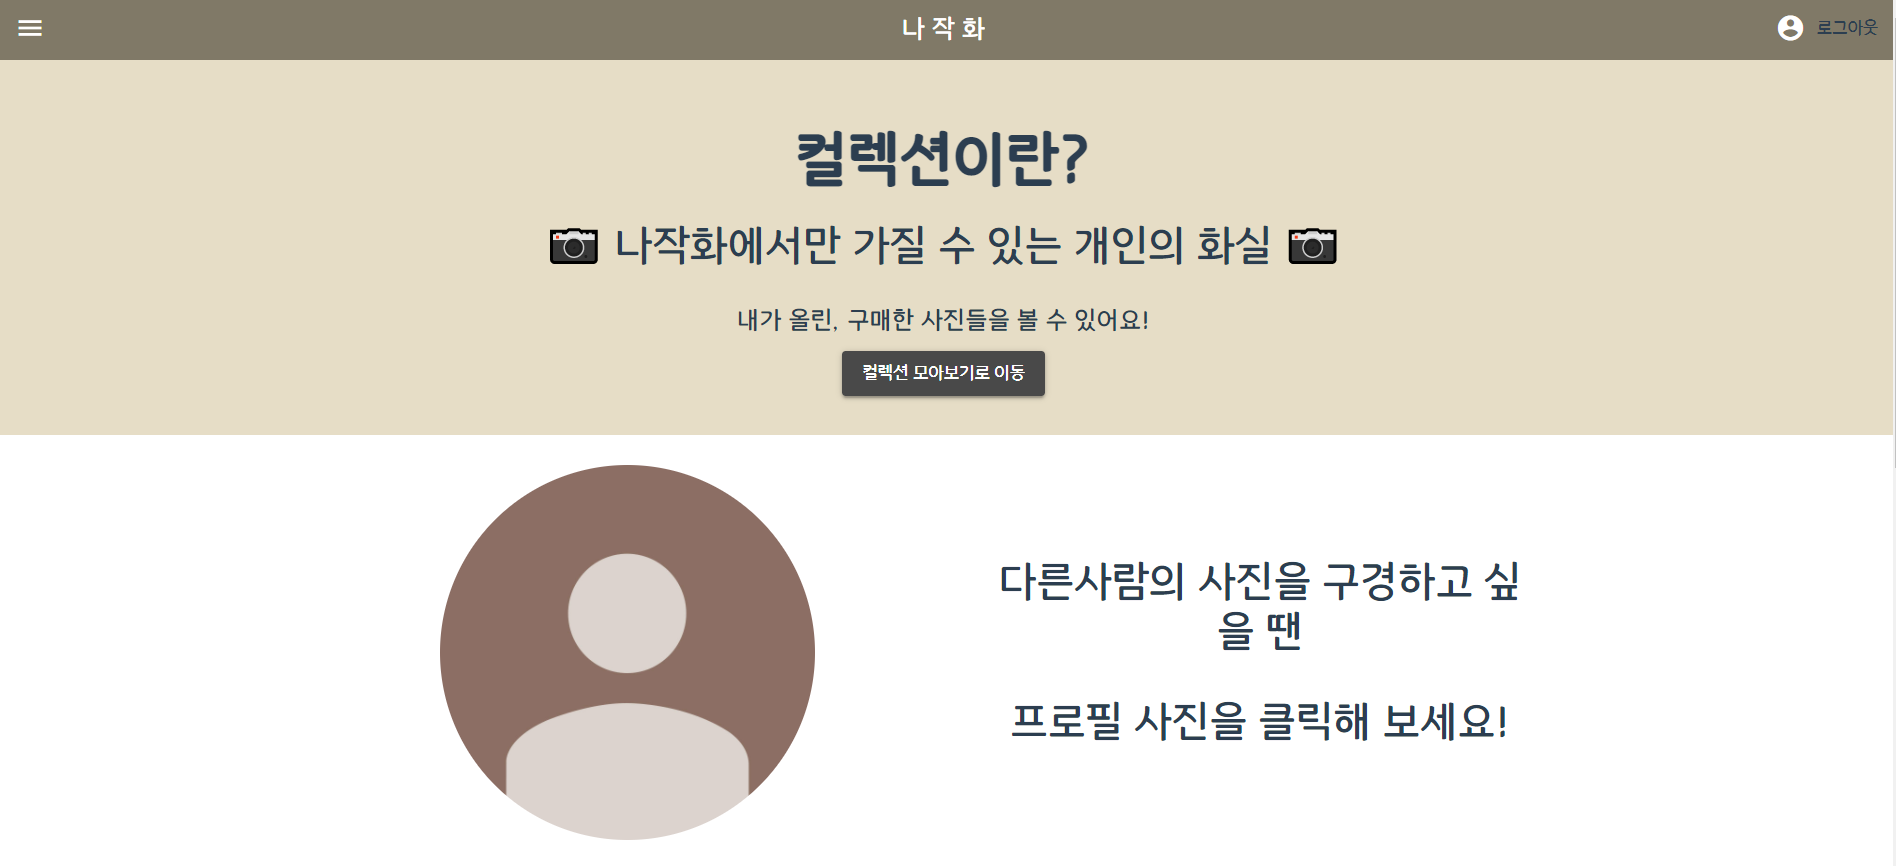 나 작 화
로그아웃
컬렉션이란?
나작화에서만 가질 수 있는 개인의 화실
내가 올린, 구매한 사진들을 볼 수 있어요!
컬렉션 모아보기로 이동
다른사람의 사진을 구경하고 싶
을 땐
프로필 사진을 클릭해 보세요!